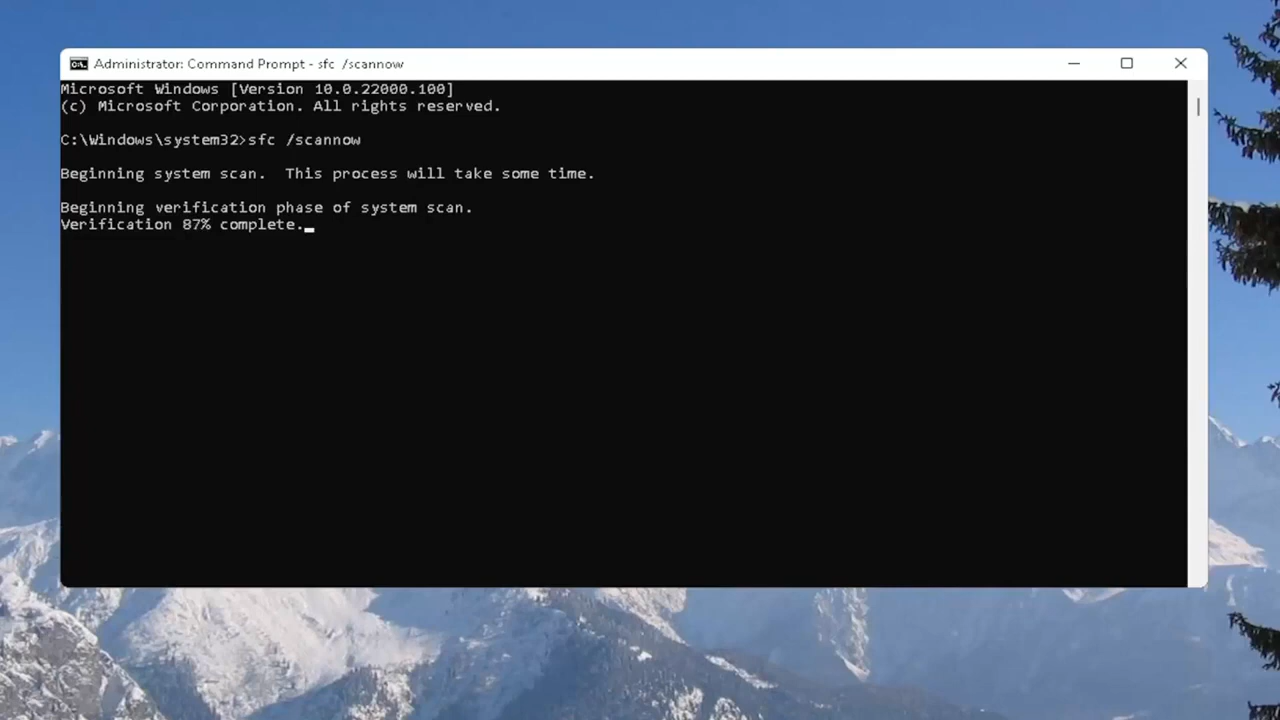 Administrator: Command Prompt - sfc  /scannow
Microsoft Windows [Version 10.0.22000.100]
(c) Microsoft Corporation. All rights reserved.
C:\Windows\system32>sfc /scannow
Beginning system scan.  This process will take some time.
Beginning verification phase of system scan.
Verification 87% complete.